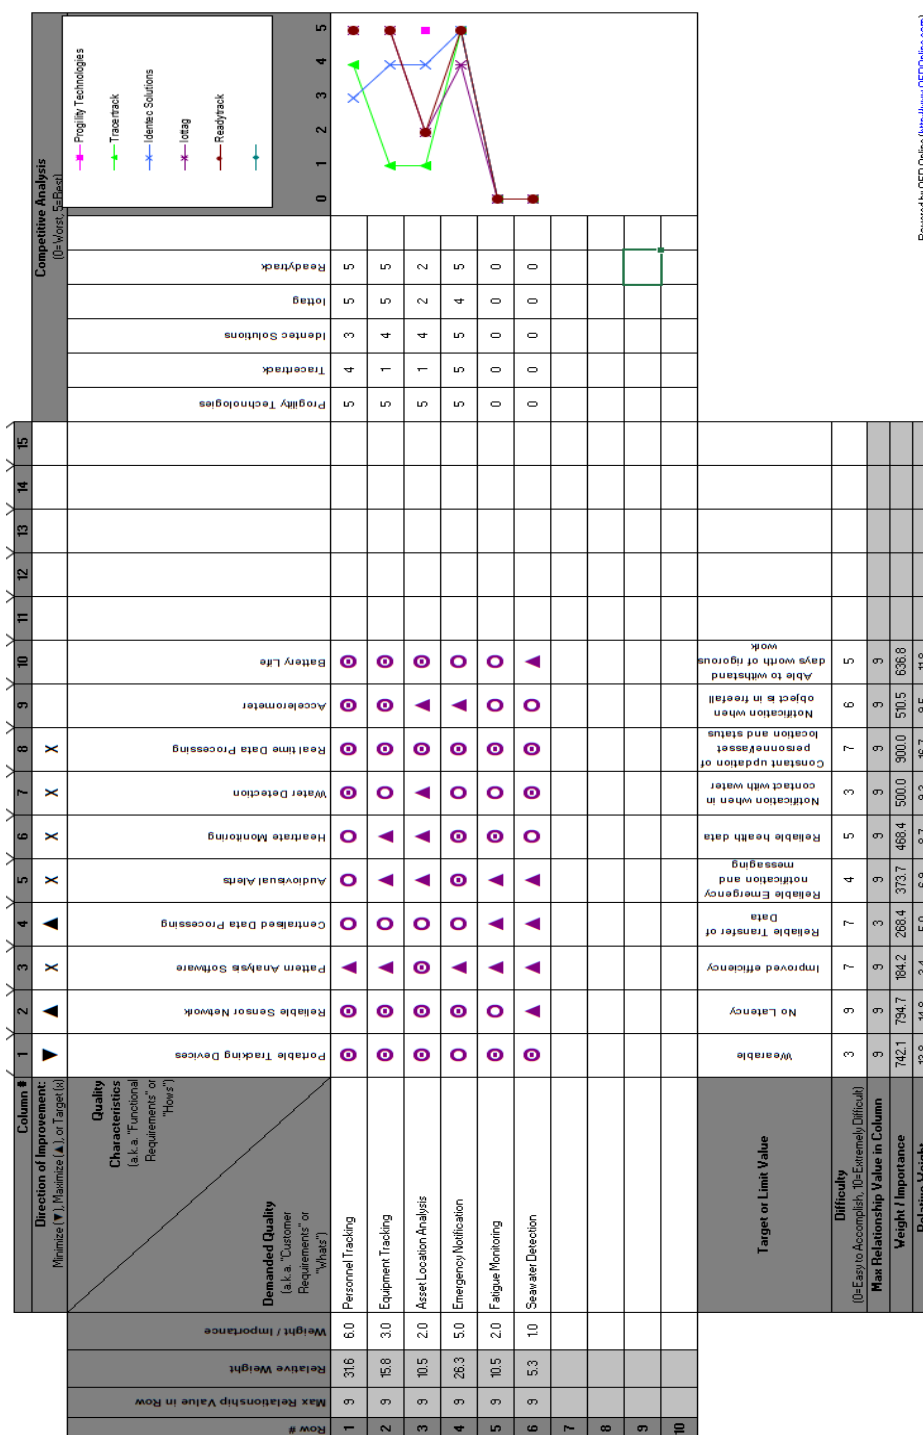 Column #
1 2 3 4 5 6 7 8 9 10 11 12 13 14 15
Direction of Improvement:
Minimize (▼), Maximize (▲), or Target (x)
▼ ▲ X ▲ X X X X
Competitive Analysis
(0=Worst, 5=Best)
Row #
Max Relationship Value in Row
Relative Weight
Weight / Importance
Quality
Characteristics
(a.k.a. "Functional
Requirements" or
"Hows")
Demanded Quality
(a.k.a. "Customer
Requirements" or
"Whats")
Portable Tracking Devices
Reliable Sensor Network
Pattern Analysis Software
Centralised Data Processing
Audiovisual Alerts
Heartrate Monitoring
Water Detection
Real time Data Processing
Accelerometer
Battery Life
Progility Technologies
Tracertrack
Identec Solutions
Iottag
Readytrack
Progility Technologies
Tracertrack
Identec Solutions
Iottag
Readytrack
0 1 2 3 4 5
1 9 31.6 6.0 Personnel Tracking 5 4 3 5 5
2 9 15.8 3.0 Equipment Tracking 5 1 4 5 5
3 9 10.5 2.0 Asset Location Analysis 5 1 4 2 2
4 9 26.3 5.0 Emergency Notification 5 5 5 4 5
5 9 10.5 2.0 Fatigue Monitoring 0 0 0 0 0
6 9 5.3 1.0 Seawater Detection 0 0 0 0 0
7
8
9
10
Target or Limit Value
Wearable
No Latency
Improved efficiency
Reliable Transfer of
Data
Reliable Emergency
notification and
messaging
Reliable health data
Notification when in
contact with water
Constant updation of
personnel/asset
location and status
Notification when
object is in freefall
Able to withstand
days worth of rigorous
work
Difficulty
(0=Easy to Accomplish, 10=Extremely Difficult)
3 9 7 7 4 5 3 7 6 5
Max Relationship Value in Column
9 9 9 3 9 9 9 9 9 9
Weight / Importance
742.1 794.7 184.2 268.4 373.7 468.4 500.0 900.0 510.5 636.8
Relative Weight
Powered by QFD Online (http://www.QFDOnline.com)